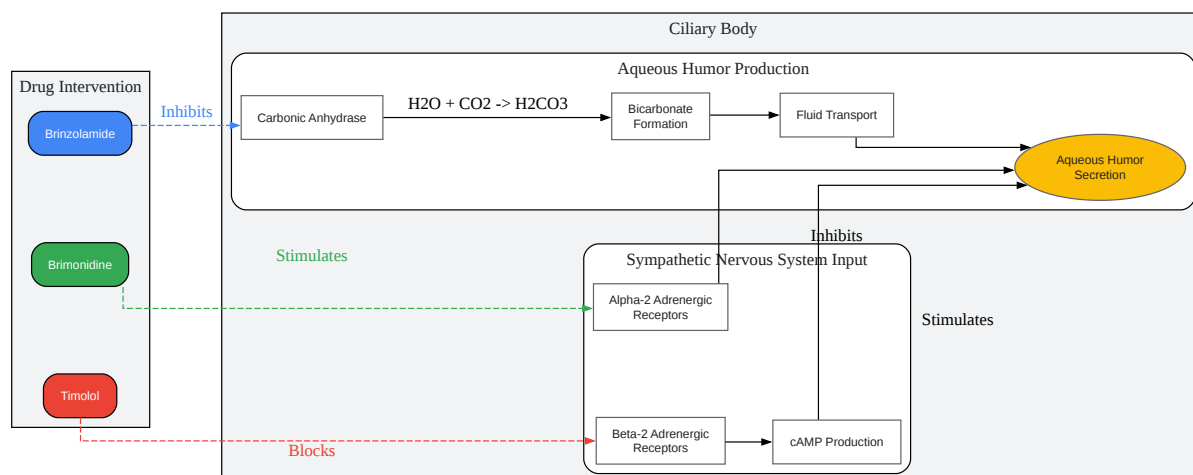 Ciliary Body
Aqueous Humor Production
Drug Intervention
Brinzolamide
Inhibits
Carbonic Anhydrase
H2O + CO2 -> H2CO3
Bicarbonate
Formation
Fluid Transport
Aqueous Humor
Secretion
Inhibits
Brimonidine
Stimulates
Sympathetic Nervous System Input
Alpha-2 Adrenergic
Receptors
Stimulates
Timolol
Blocks
Beta-2 Adrenergic
Receptors
cAMP Production